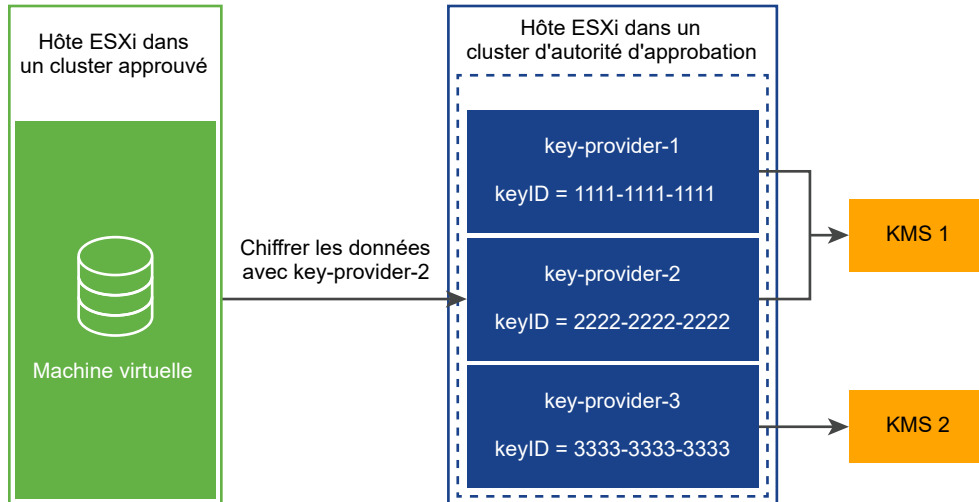 Hôte ESXi dans
un cluster approuvé
Machine virtuelle
Chiffrer les données
avec key-provider-2
Hôte ESXi dans un
cluster d'autorité d'approbation
key-provider-1
keyID = 1111-1111-1111
key-provider-2
keyID = 2222-2222-2222
key-provider-3
keyID = 3333-3333-3333
KMS 1
KMS 2